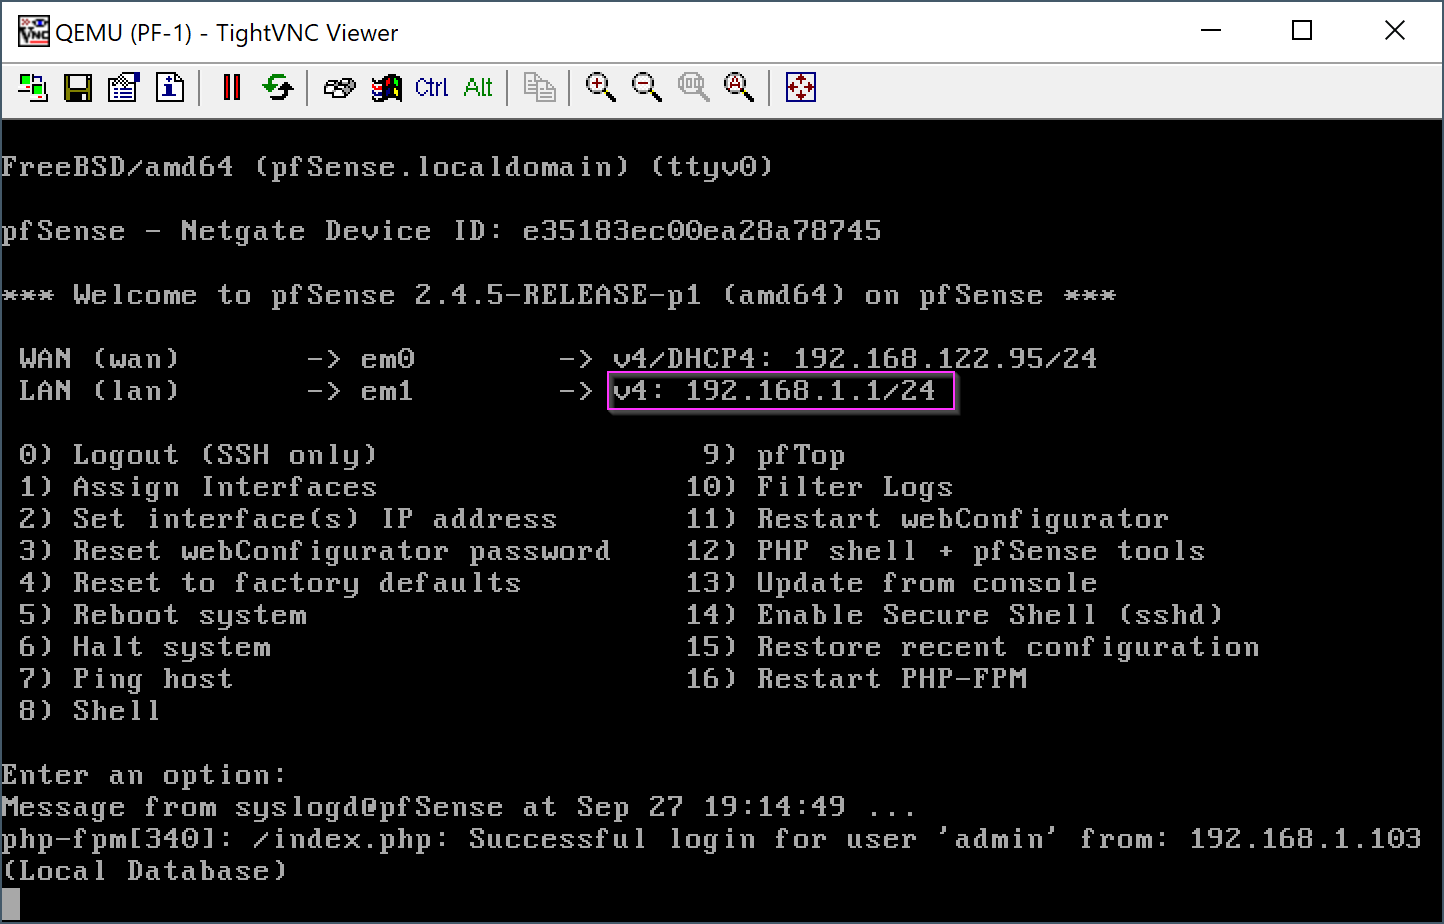 QEMU (PF-1) - TightVNC Viewer
Ctrl Alt
FreeBSD/amd64 (pfSense.localdomain) (ttyv0)
pfSense - Netgate Device ID: e35183ec00ea28a78745
*** Welcome to pfSense 2.4.5-RELEASE-p1 (amd64) on pfSense ***
WAN (wan) -> em0 -> v4/DHCP4: 192.168.122.95/24
LAN (lan) -> em1 -> v4: 192.168.1.1/24
0) Logout (SSH only) 9) pfTop
1) Assign Interfaces 10) Filter Logs
2) Set interface(s) IP address 11) Restart webConfigurator
3) Reset webConfigurator password 12) PHP shell + pfSense tools
4) Reset to factory defaults 13) Update from console
5) Reboot system 14) Enable Secure Shell (sshd)
6) Halt system 15) Restore recent configuration
7) Ping host 16) Restart PHP-FPM
8) Shell
Enter an option:
Message from syslogd@pfSense at Sep 27 19:14:49 ...
php-fpm[340]: /index.php: Successful login for user 'admin' from: 192.168.1.103
(Local Database)